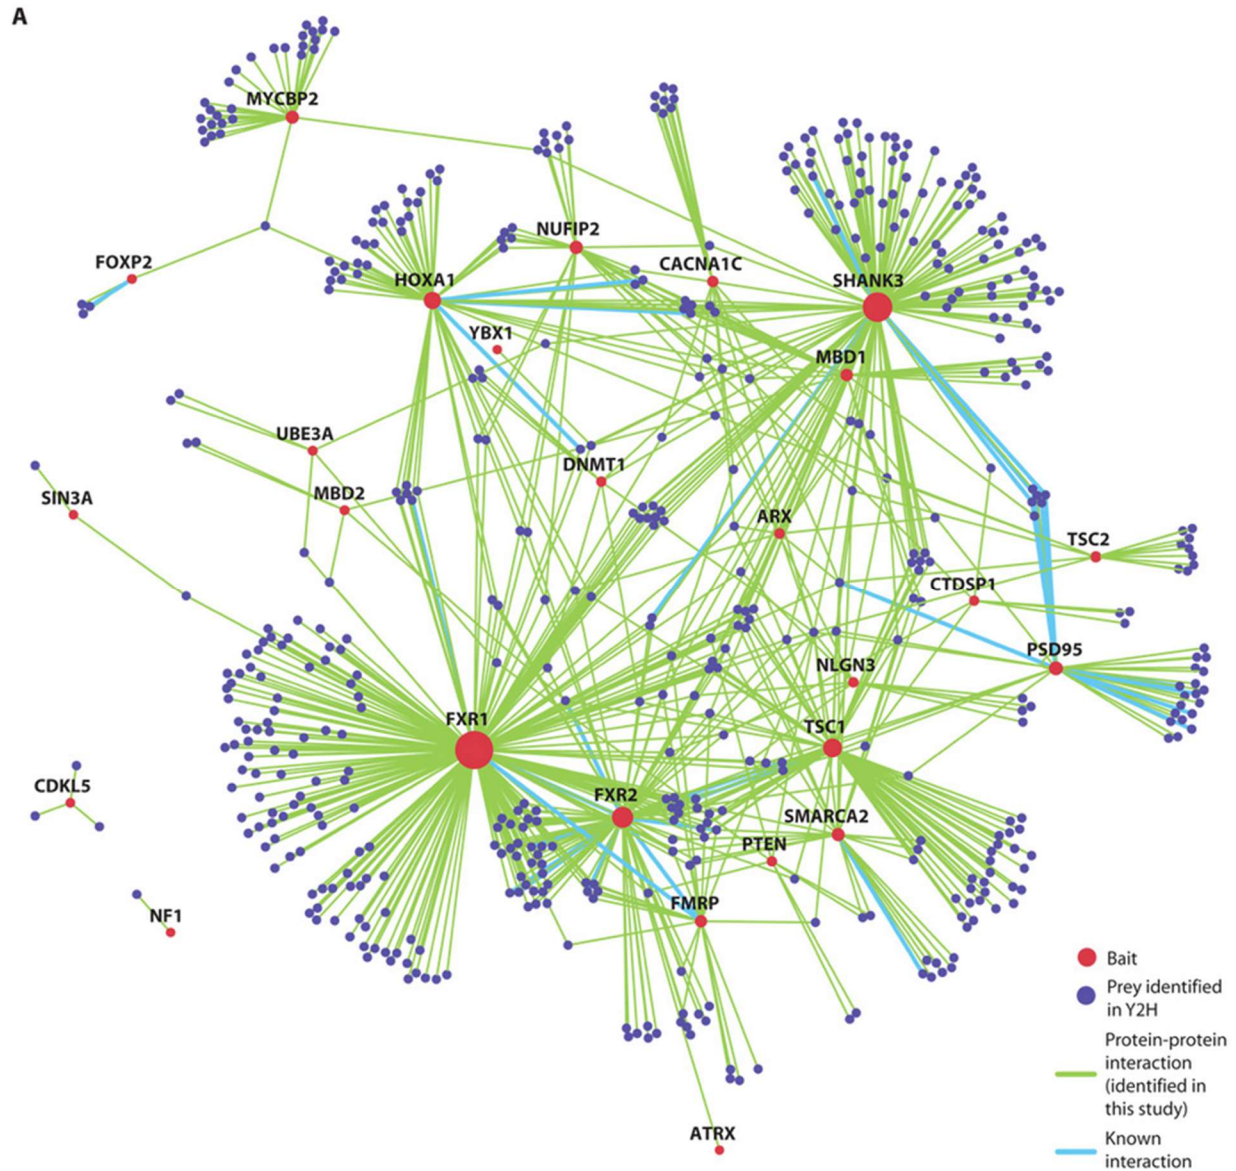 A
MYCBP2
NUFIP2
FOXP2
CACNA1C
HOXA1
SHANK3
YBX1
MBD1
UBE3A
DNMT1
MBD2
SIN3A
ARX
TSC2
CTDSP1
PSD95
NLGN3
FXR1
TSC1
CDKL5
FXR2
SMARCA2
PTEN
NF1
FMRP
ATRX
Bait
Prey identified
in Y2H
Protein-protein
interaction
(identified in
this study)
Known
interaction